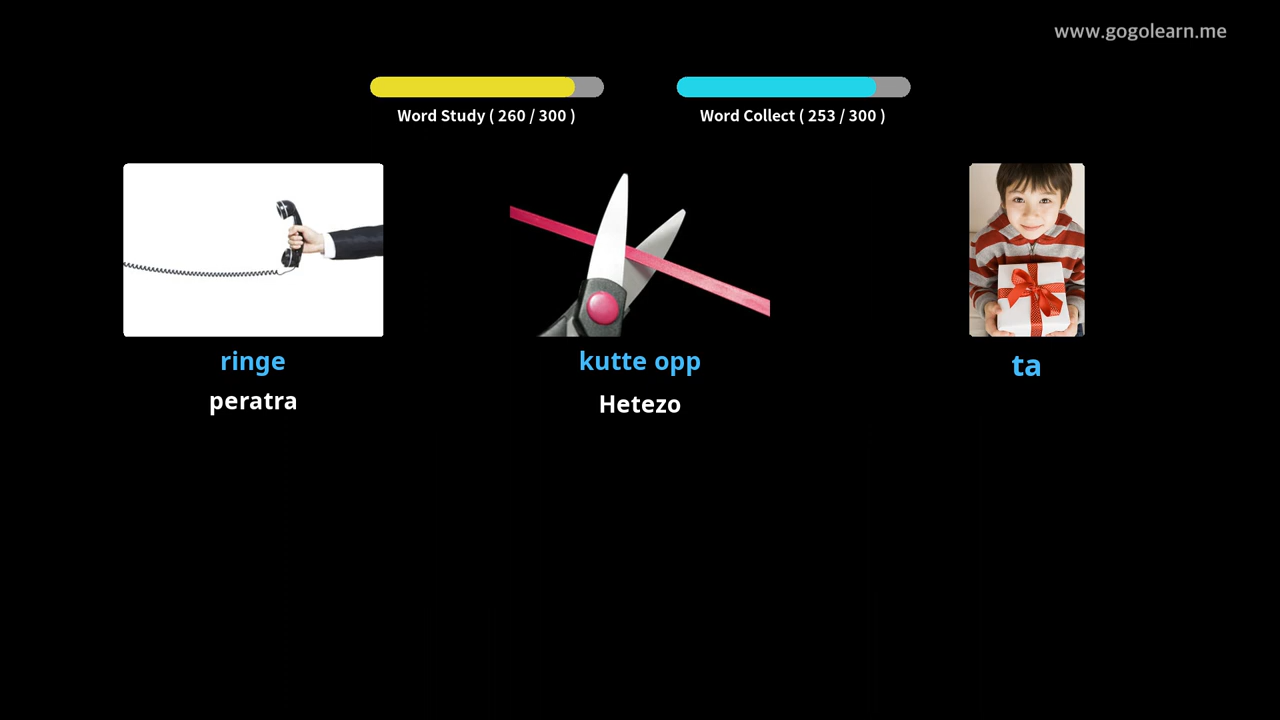 www.gogolearn.me
Word Study ( 260 / 300 )
Word Collect ( 253 / 300 )
ringe
peratra
kutte opp
Hetezo
ta